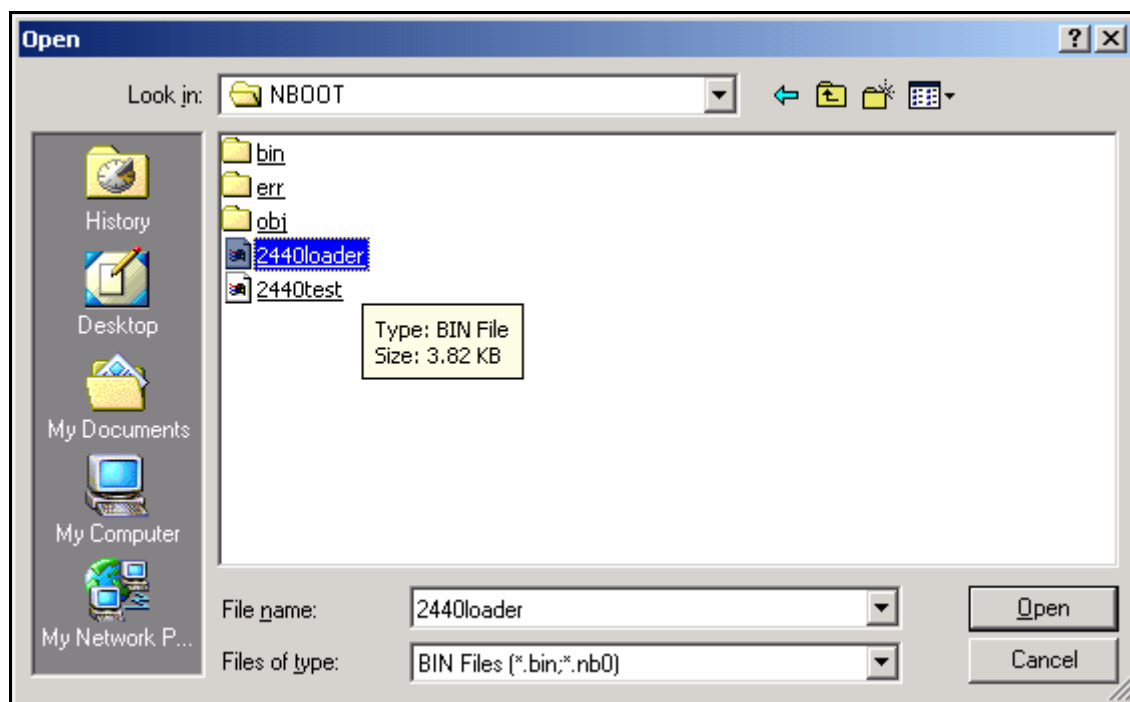 Open
Look in: NBOOT
History
Desktop
My Documents
My Computer
My Network P...
bin
err
obj
2440loader
2440test
Type: BIN File
Size: 3.82 KB
File name: 2440loader Open
Files of type: BIN Files (*.bin;*.nb0) Cancel